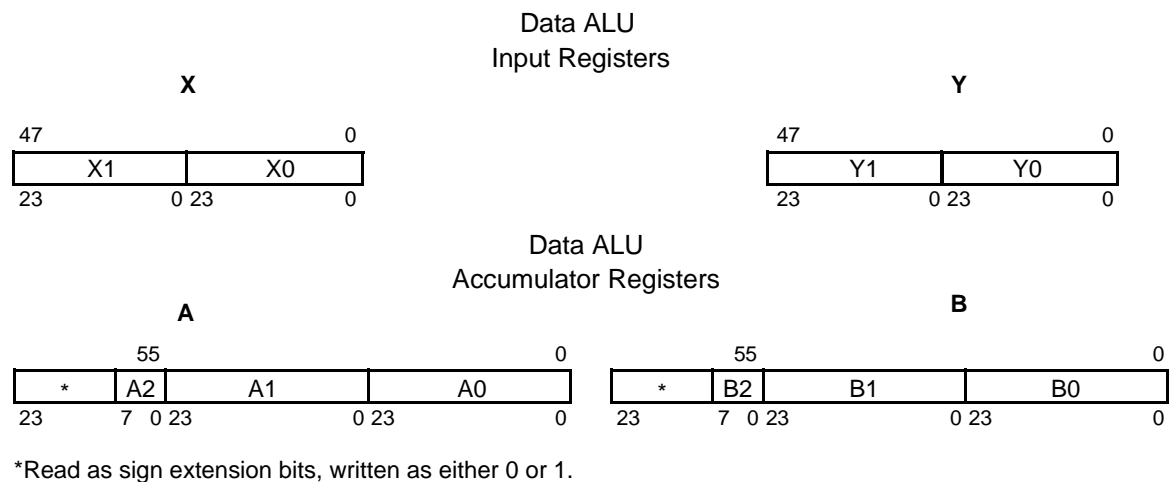 Data ALU
Input Registers
X Y
47 0 47 0
X1 X0 Y1 Y0
23 0 23 0 23 0 23 0
Data ALU
Accumulator Registers
A B
55 0 55 0
* A2 A1 A0 * B2 B1 B0
23 7 0 23 0 23 0 23 7 0 23 0 23 0
*Read as sign extension bits, written as either 0 or 1.